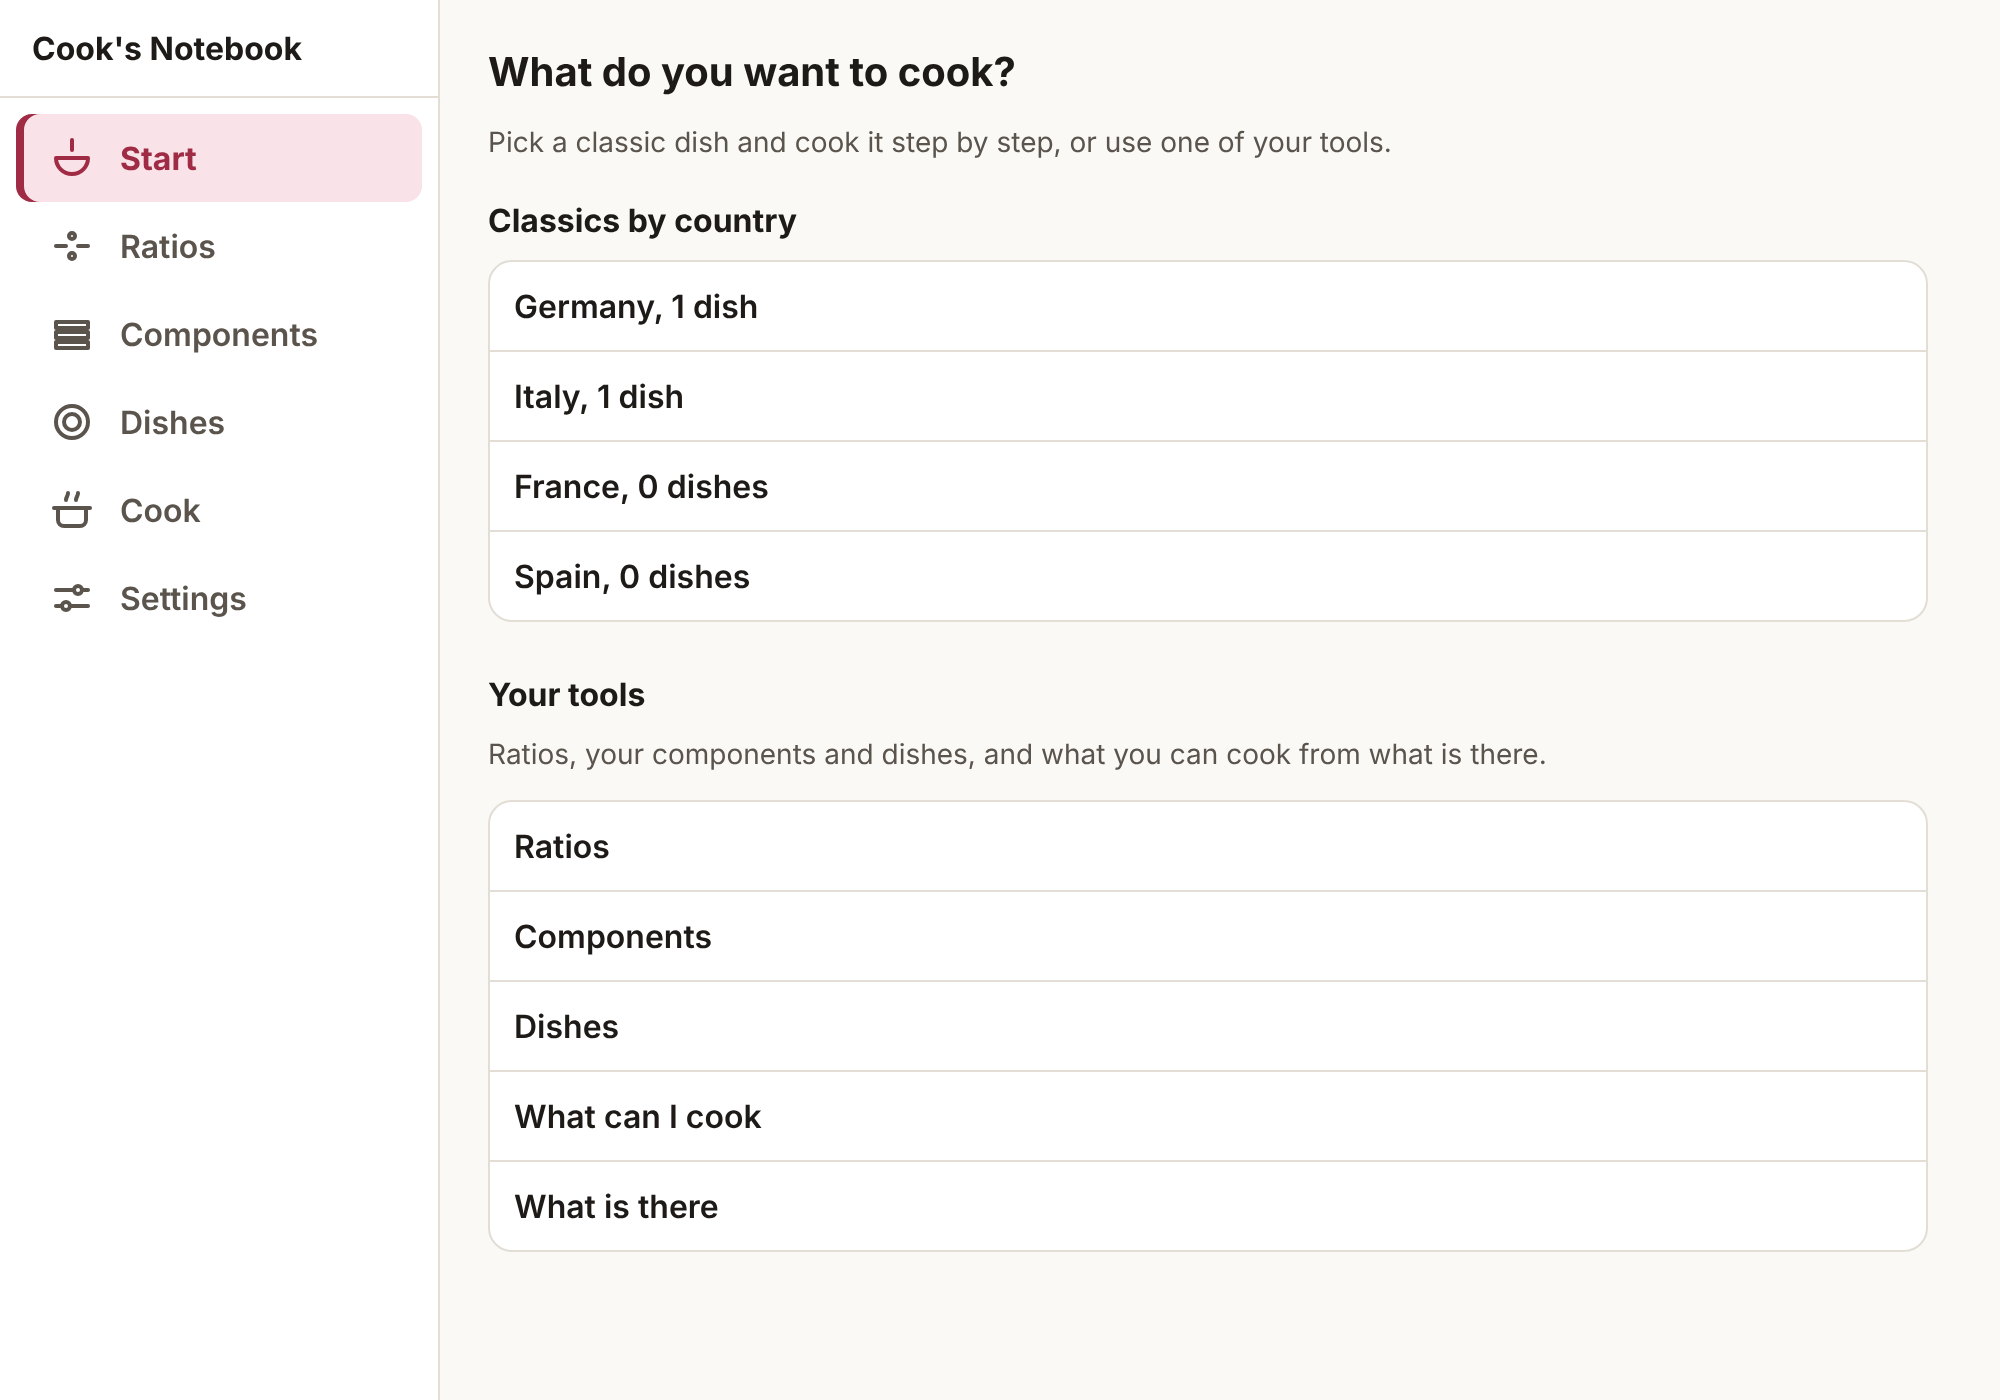 Cook's Notebook
Start
Ratios
Components
Dishes
Cook
Settings
What do you want to cook?
Pick a classic dish and cook it step by step, or use one of your tools.
Classics by country
Germany, 1 dish
Italy, 1 dish
France, 0 dishes
Spain, 0 dishes
Your tools
Ratios, your components and dishes, and what you can cook from what is there.
Ratios
Components
Dishes
What can I cook
What is there